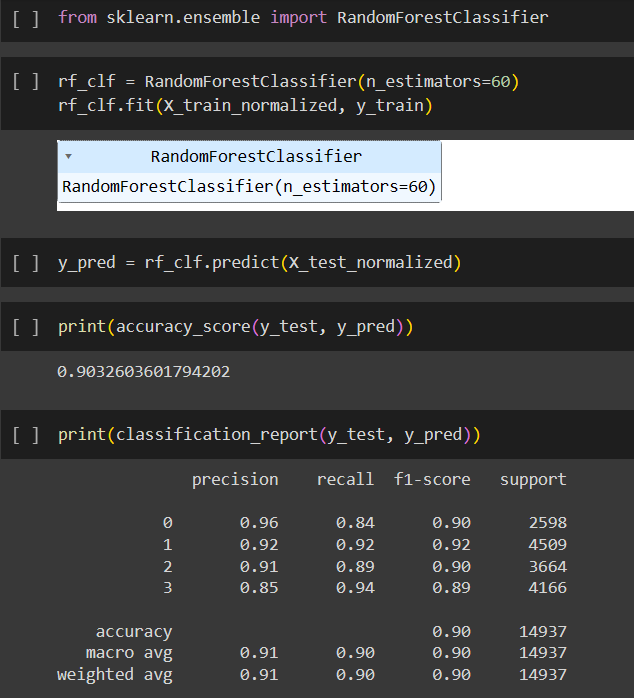 [ ] from sklearn.ensemble import RandomForestClassifier
[ ] rf_clf = RandomForestClassifier(n_estimators=60)
rf_clf.fit(X_train_normalized, y_train)
▾ RandomForestClassifier
RandomForestClassifier(n_estimators=60)
[ ] y_pred = rf_clf.predict(X_test_normalized)
[ ] print(accuracy_score(y_test, y_pred))
0.9032603601794202
[ ] print(classification_report(y_test, y_pred))
precision recall f1-score support
0 0.96 0.84 0.90 2598
1 0.92 0.92 0.92 4509
2 0.91 0.89 0.90 3664
3 0.85 0.94 0.89 4166
accuracy 0.90 14937
macro avg 0.91 0.90 0.90 14937
weighted avg 0.91 0.90 0.90 14937